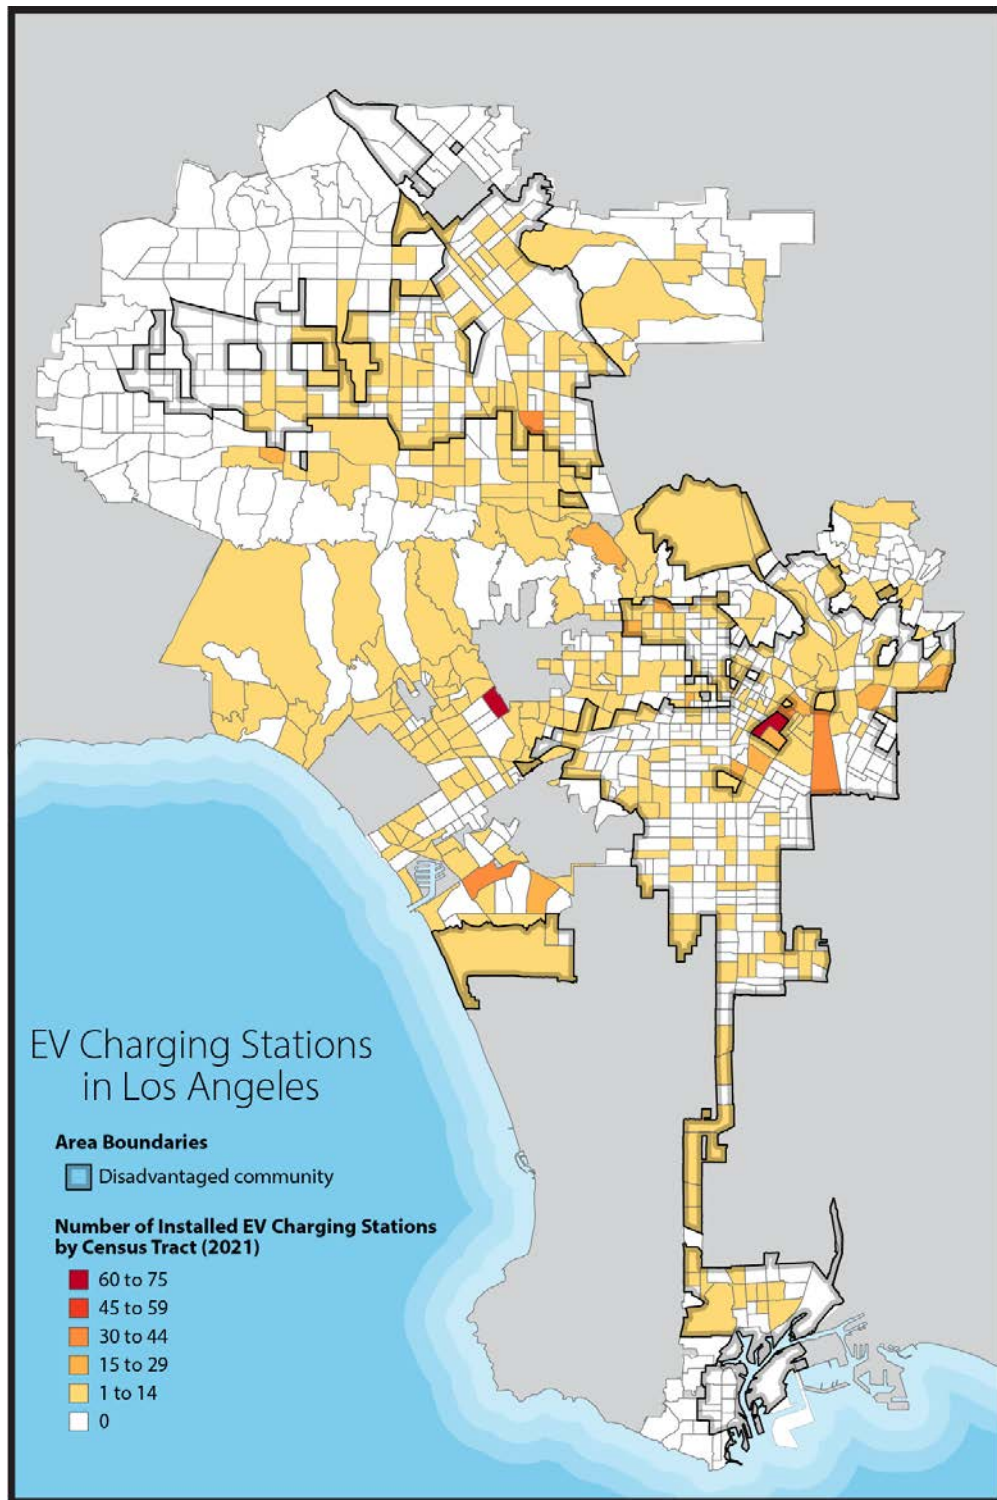 EV Charging Stations
in Los Angeles
Area Boundaries
Disadvantaged community
Number of Installed EV Charging Stations
by Census Tract (2021)
60 to 75
45 to 59
30 to 44
15 to 29
1 to 14
0